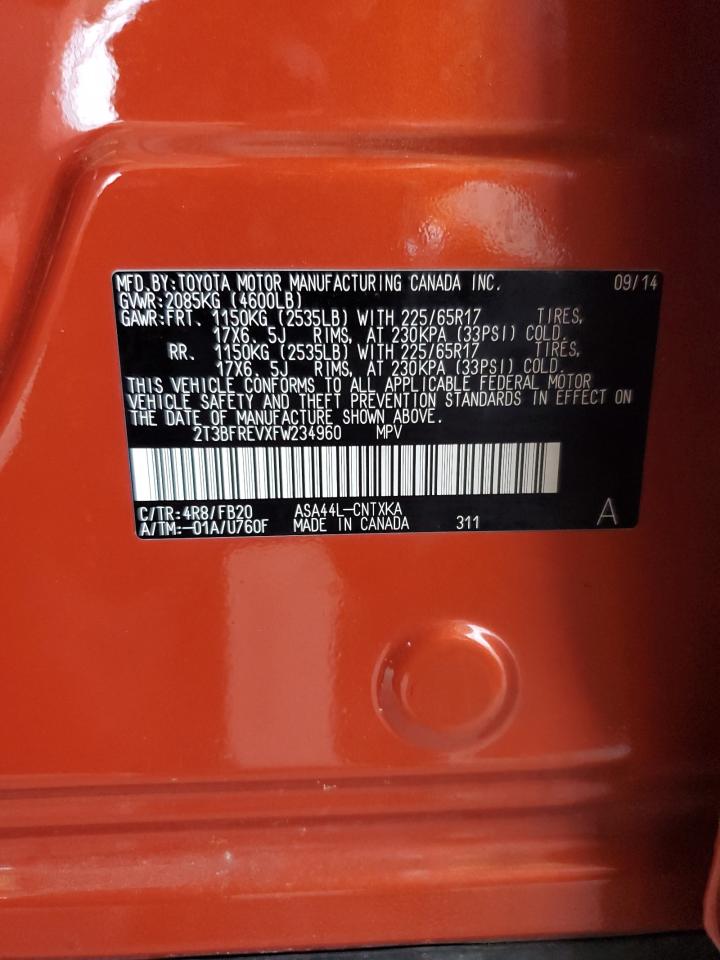 MFD.BY:TOYOTA MOTOR MANUFACTURING CANADA INC. 09/14
GVWR:2085KG (4600LB)
GAWR:FRT. 1150KG (2535LB) WITH 225/65R17 TIRES,
17X6. 5J RIMS, AT 230KPA (33PSI) COLD.
RR. 1150KG (2535LB) WITH 225/65R17 TIRES,
17X6. 5J RIMS, AT 230KPA (33PSI) COLD.
THIS VEHICLE CONFORMS TO ALL APPLICABLE FEDERAL MOTOR
VEHICLE SAFETY AND THEFT PREVENTION STANDARDS IN EFFECT ON
THE DATE OF MANUFACTURE SHOWN ABOVE.
2T3BFREVXFW234960 MPV
C/TR:4R8/FB20 ASA44L-CNTXKA
A/TM:-01A/U760F MADE IN CANADA 311 A